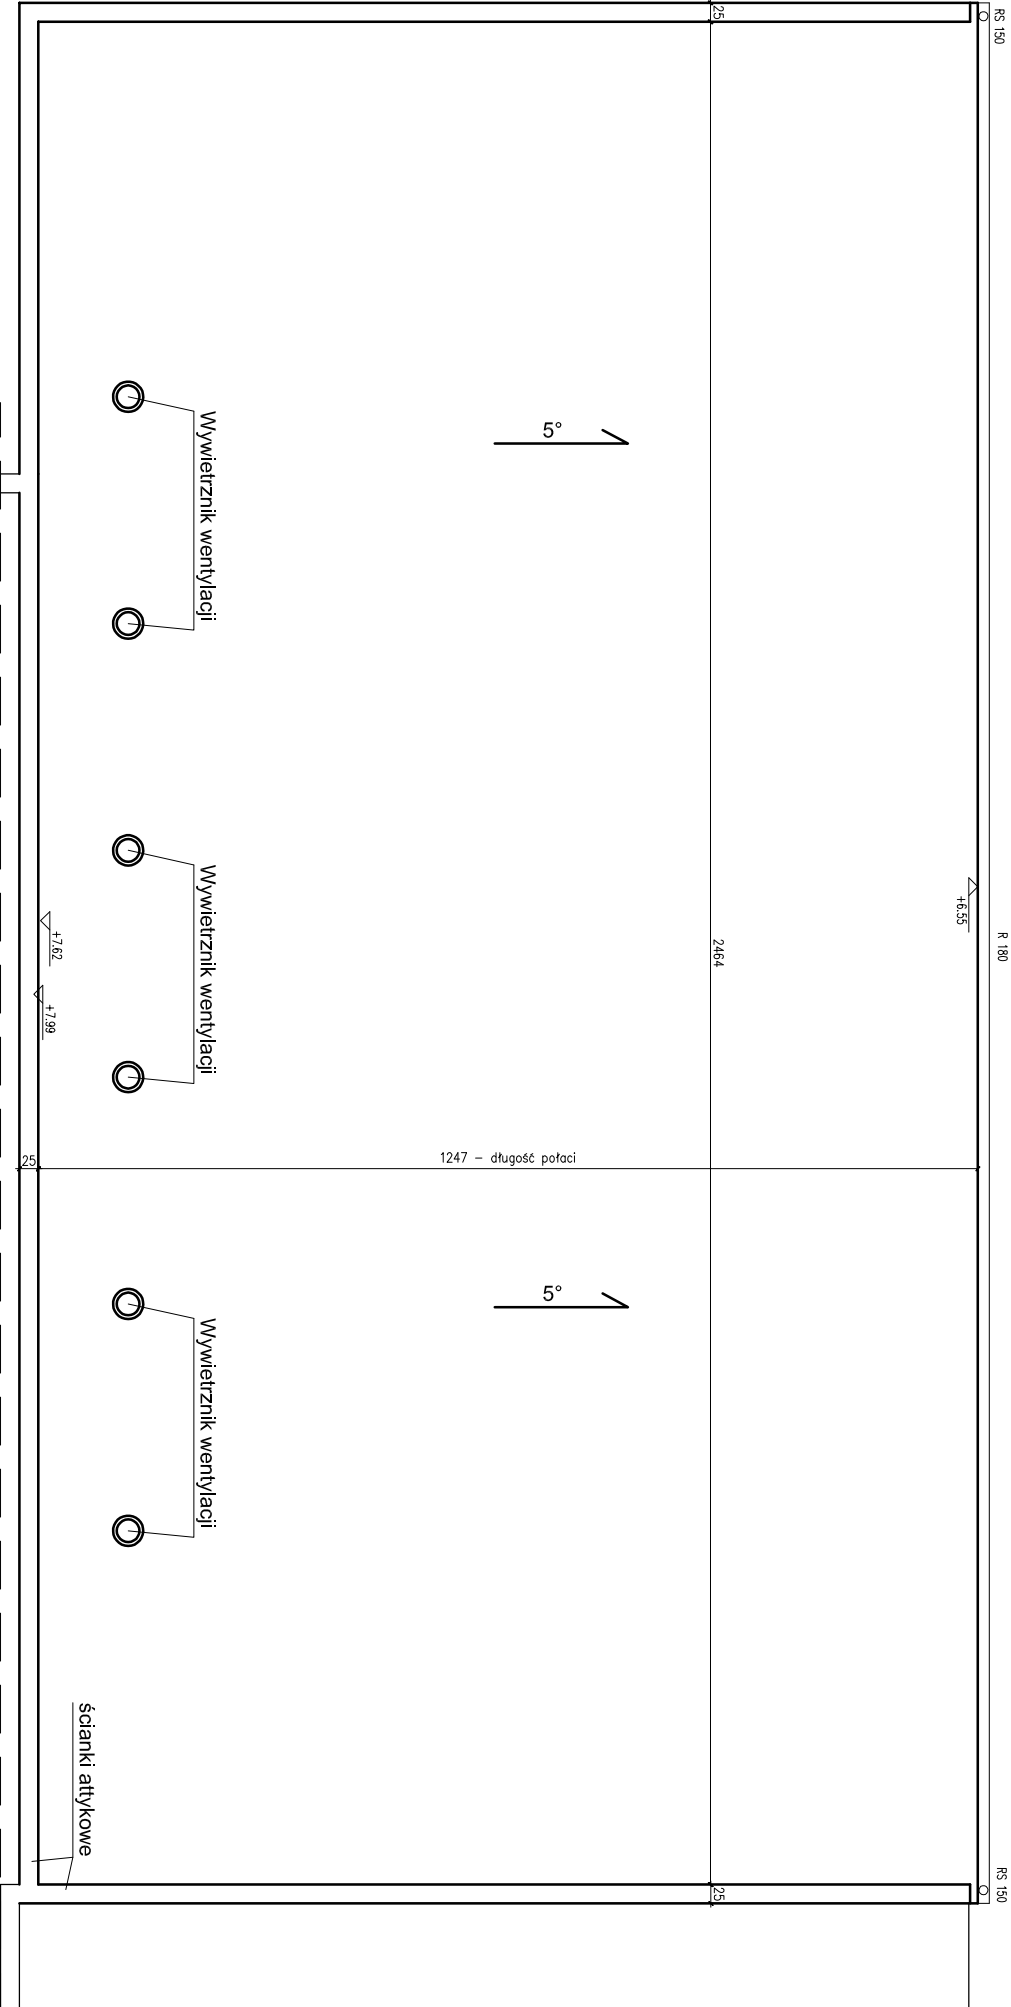 25
RS 150
Wywietrznik wentylacji
5°
Wywietrznik wentylacji
+6.55
R 180
2464
+7.62
+7.99
25
1247 – długość połaci
5°
Wywietrznik wentylacji
ścianki attykowe
RS 150
25